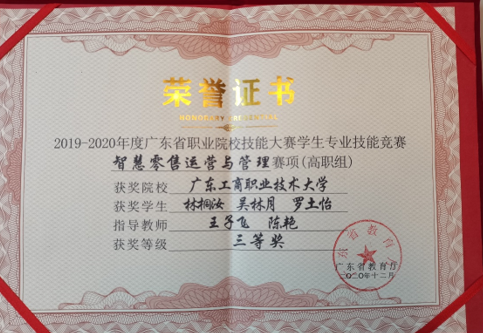 荣誉证书
HONORARY CREDENTIAL
2019-2020年度广东省职业院校技能大赛学生专业技能竞赛
智慧零售运营与管理赛项(高职组)
获奖院校 广东工商职业技术大学
获奖学生 林桐汝 吴林月 罗土怡
指导教师 王子飞 陈艳
获奖等级 三等奖
广东省教育厅
二〇二〇年十二月